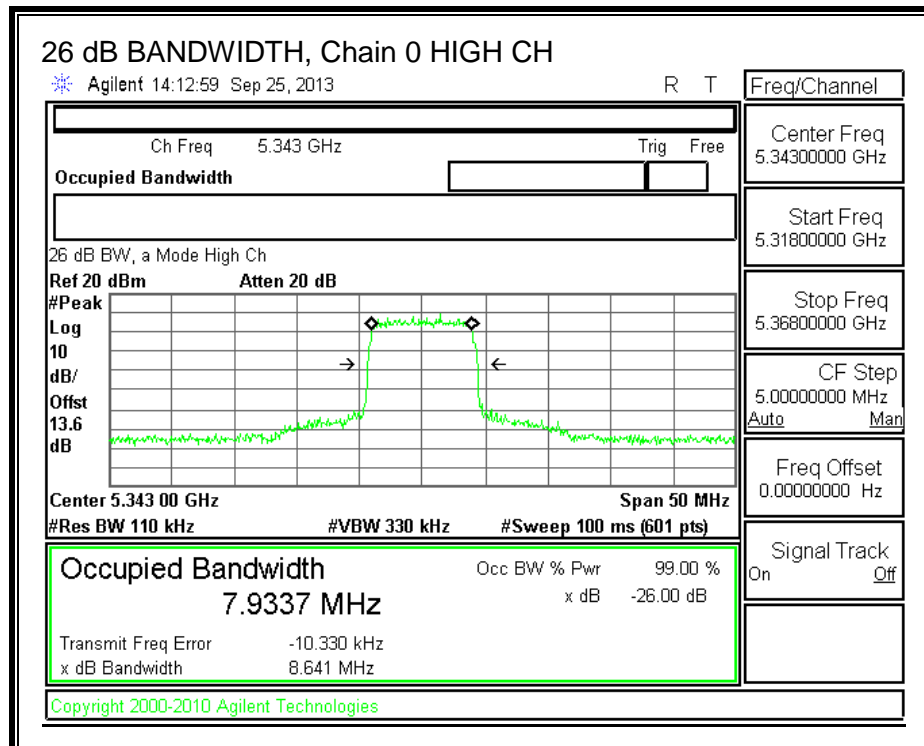 26 dB BANDWIDTH, Chain 0 HIGH CH
Agilent 14:12:59 Sep 25, 2013 R T
Freq/Channel
Ch Freq 5.343 GHz Trig Free
Occupied Bandwidth
26 dB BW, a Mode High Ch
Ref 20 dBm Atten 20 dB
#Peak
Log
10
dB/
Offst
13.6
dB
Center 5.343 00 GHz Span 50 MHz
#Res BW 110 kHz #VBW 330 kHz #Sweep 100 ms (601 pts)
Occupied Bandwidth Occ BW % Pwr 99.00 %
7.9337 MHz x dB -26.00 dB
Transmit Freq Error -10.330 kHz
x dB Bandwidth 8.641 MHz
Copyright 2000-2010 Agilent Technologies
Center Freq
5.34300000 GHz
Start Freq
5.31800000 GHz
Stop Freq
5.36800000 GHz
CF Step
5.00000000 MHz
Auto Man
Freq Offset
0.00000000 Hz
Signal Track
On Off